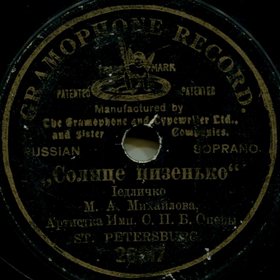 GRAMOPHONE RECORD.
TRADE MARK
PATENTED PATENTED
Manufactured by
The Gramophone and Typewriter Ltd.,
and Sister Companies.
RUSSIAN SOPRANO
„Солнце низенько“
Іедличко
М. А. Михайлова,
Артистка Имп. С. П. Б. Оперы
ST. PETERSBURG.